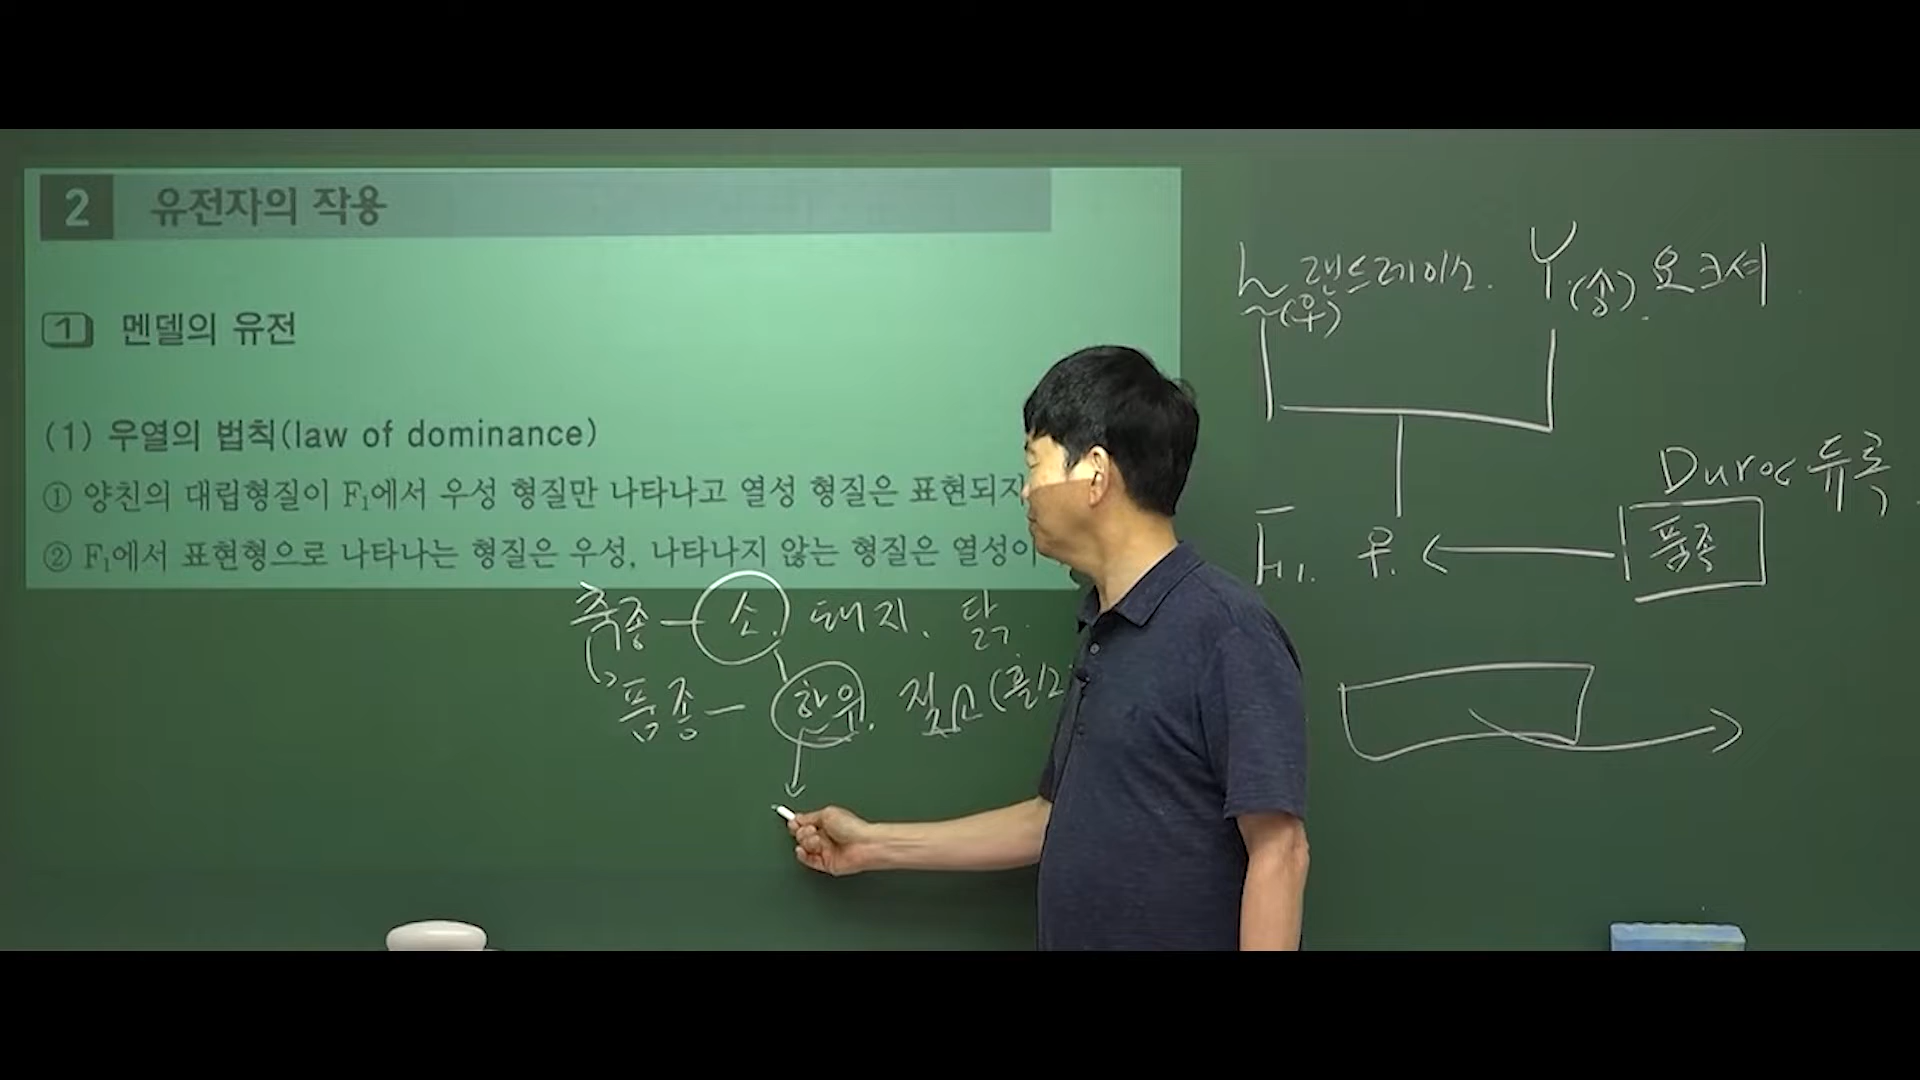 2 유전자의 작용
1 멘델의 유전
(1) 우열의 법칙(law of dominance)
① 양친의 대립형질이 F₁에서 우성 형질만 나타나고 열성 형질은 표현되지
② F₁에서 표현형으로 나타나는 형질은 우성, 나타나지 않는 형질은 열성이
축종 - 소. 돼지. 닭.
품종 - 한우. 젖소(홀
L 랜드레이스. Y 요크셔
(우) (송).
Duroc 듀록
F1. 우. 품종